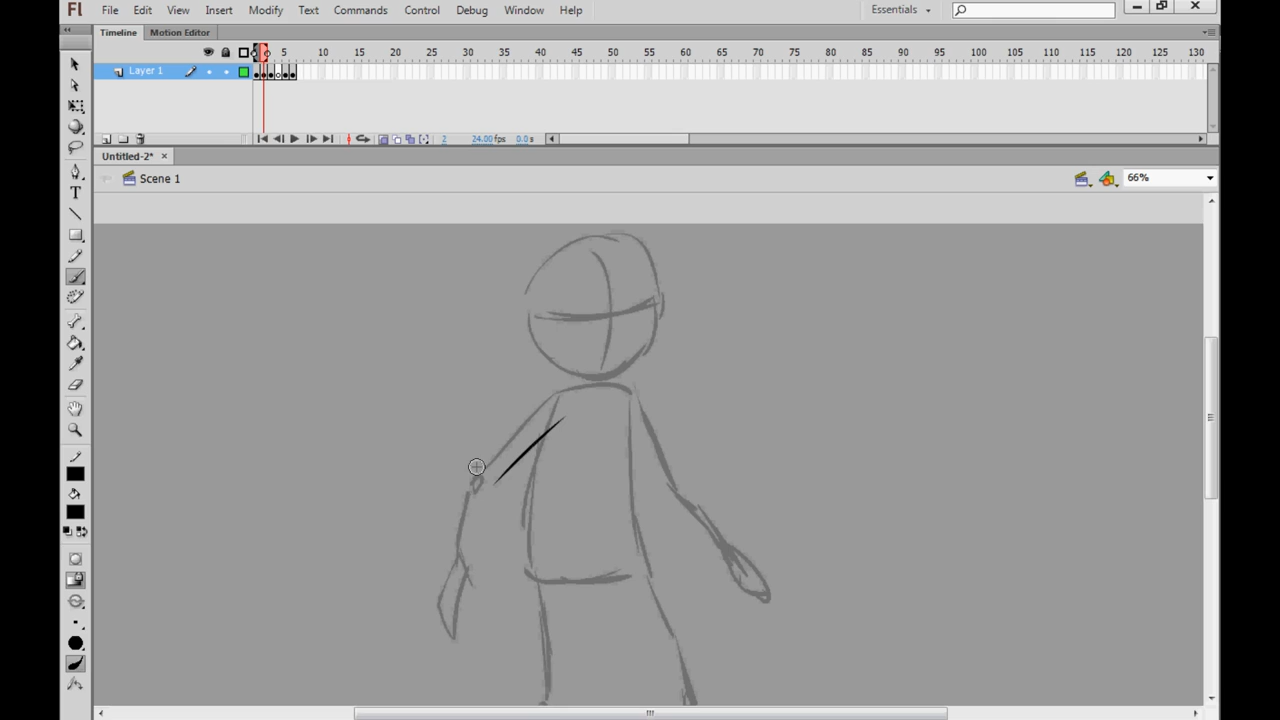 Fl File Edit View Insert Modify Text Commands Control Debug Window Help Essentials
Timeline Motion Editor
5 10 15 20 25 30 35 40 45 50 55 60 65 70 75 80 85 90 95 100 105 110 115 120 125 130
Layer 1
2 24.00 fps 0.0 s
Untitled-2*
Scene 1 66%
T